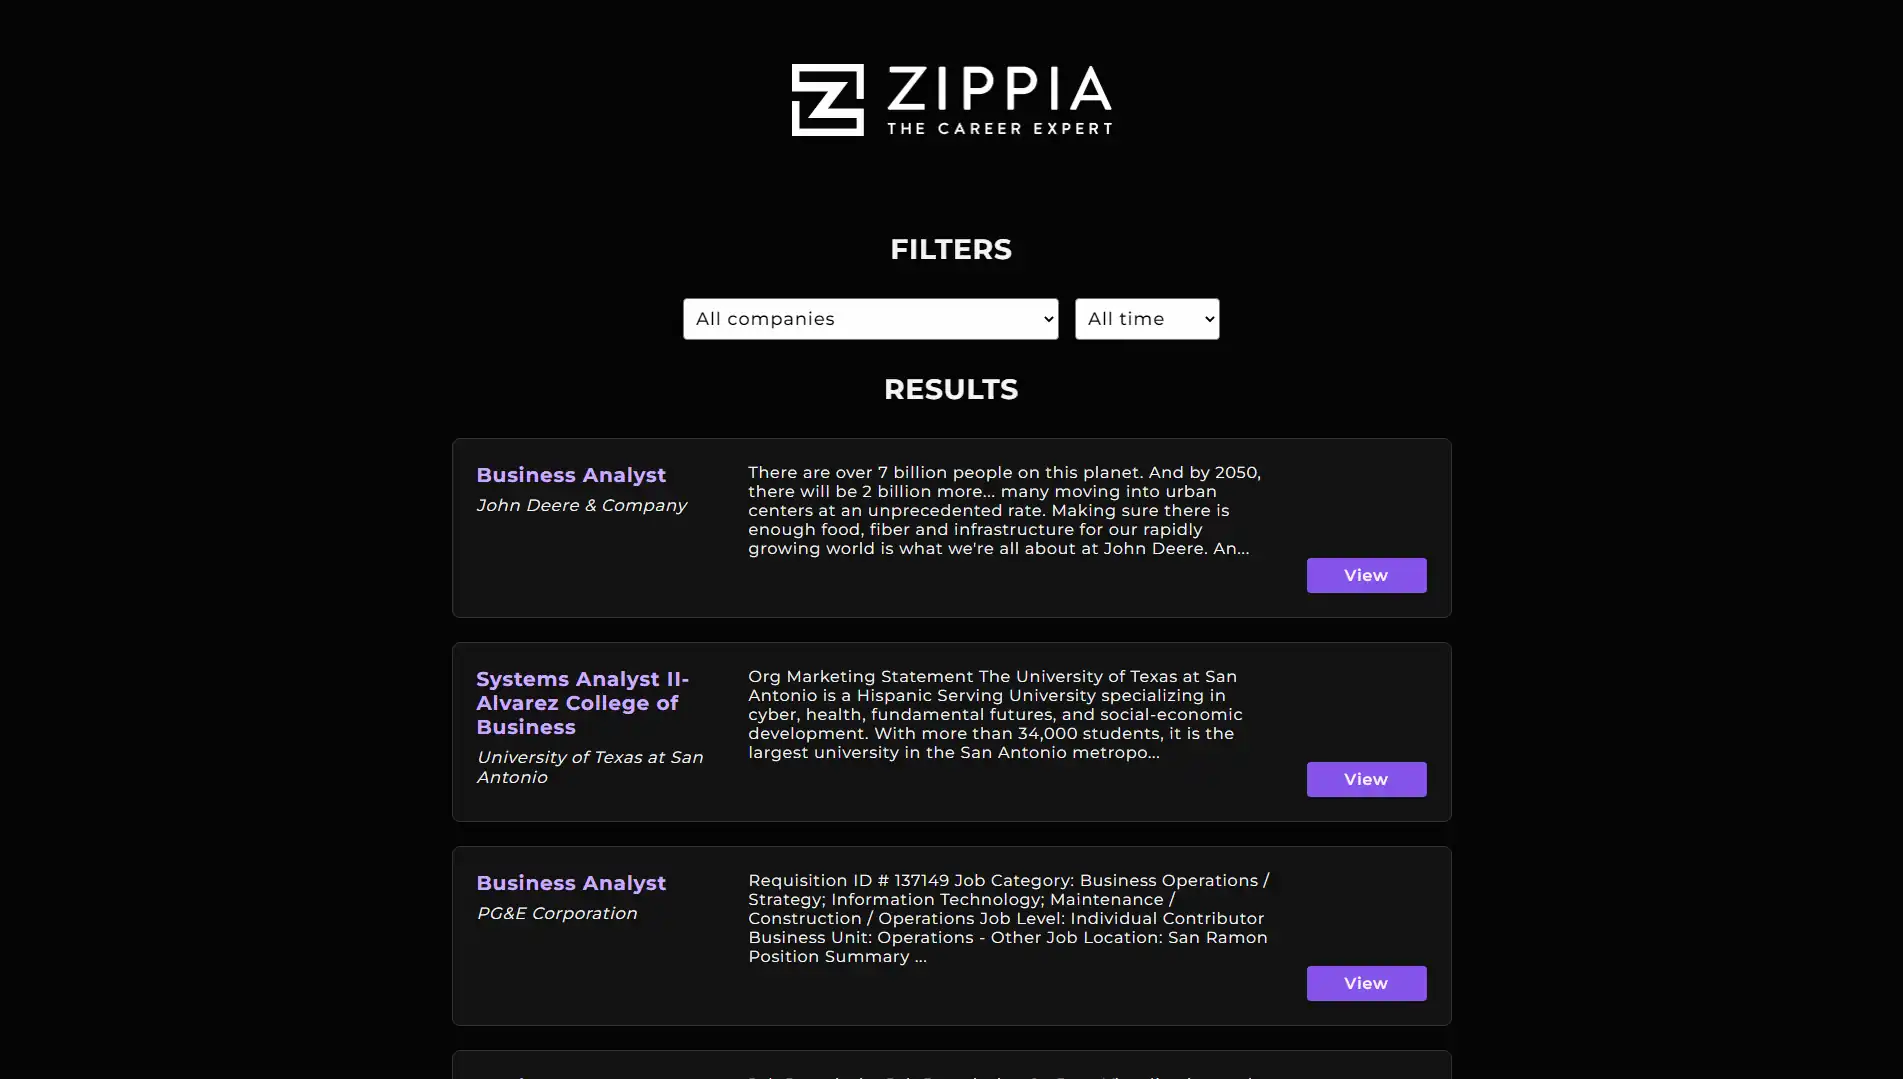 ZIPPIA
THE CAREER EXPERT
FILTERS
All companies
All time
RESULTS
Business Analyst
John Deere & Company
There are over 7 billion people on this planet. And by 2050,
there will be 2 billion more... many moving into urban
centers at an unprecedented rate. Making sure there is
enough food, fiber and infrastructure for our rapidly
growing world is what we're all about at John Deere. An...
View
Systems Analyst II-
Alvarez College of
Business
University of Texas at San
Antonio
Org Marketing Statement The University of Texas at San
Antonio is a Hispanic Serving University specializing in
cyber, health, fundamental futures, and social-economic
development. With more than 34,000 students, it is the
largest university in the San Antonio metropo...
View
Business Analyst
PG&E Corporation
Requisition ID # 137149 Job Category: Business Operations /
Strategy; Information Technology; Maintenance /
Construction / Operations Job Level: Individual Contributor
Business Unit: Operations - Other Job Location: San Ramon
Position Summary ...
View